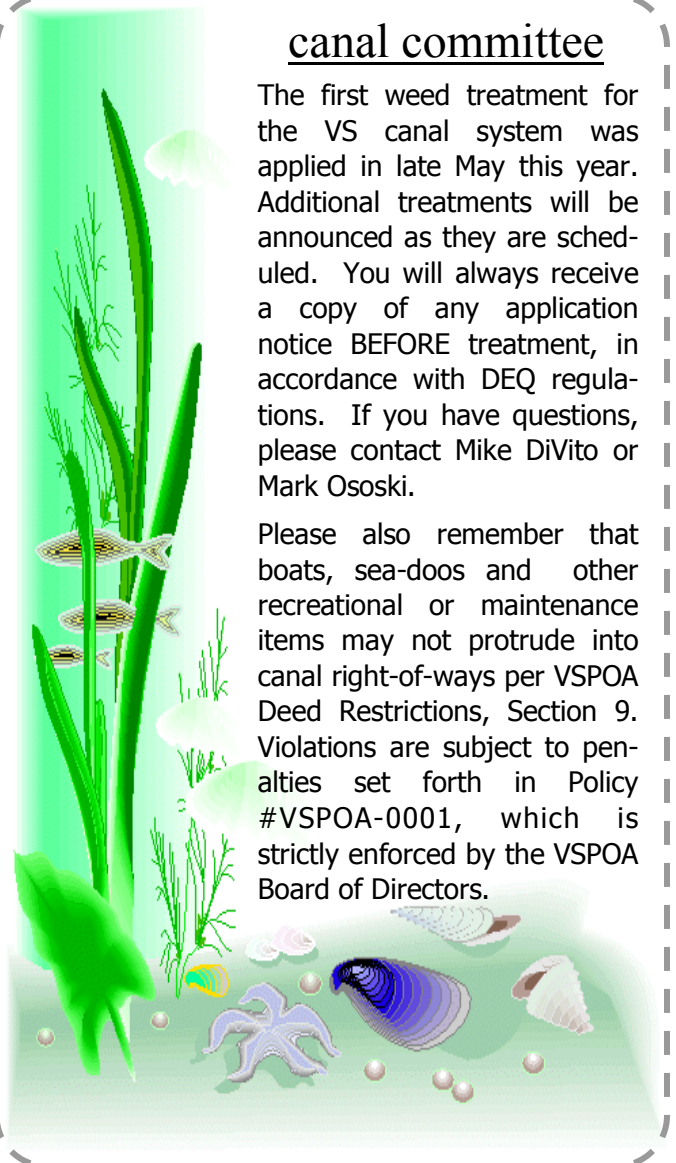 canal committee
The first weed treatment for
the VS canal system was
applied in late May this year.
Additional treatments will be
announced as they are sched-
uled. You will always receive
a copy of any application
notice BEFORE treatment, in
accordance with DEQ regula-
tions. If you have questions,
please contact Mike DiVito or
Mark Ososki.
Please also remember that
boats, sea-doos and other
recreational or maintenance
items may not protrude into
canal right-of-ways per VSPOA
Deed Restrictions, Section 9.
Violations are subject to pen-
alties set forth in Policy
#VSPOA-0001, which is
strictly enforced by the VSPOA
Board of Directors.